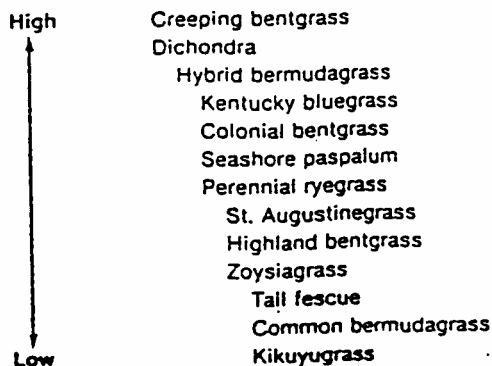 High Creeping bentgrass
Dichondra
Hybrid bermudagrass
Kentucky bluegrass
Colonial bentgrass
Seashore paspalum
Perennial ryegrass
St. Augustinegrass
Highland bentgrass
Zoysiagrass
Tall fescue
Common bermudagrass
Low Kikuyugrass